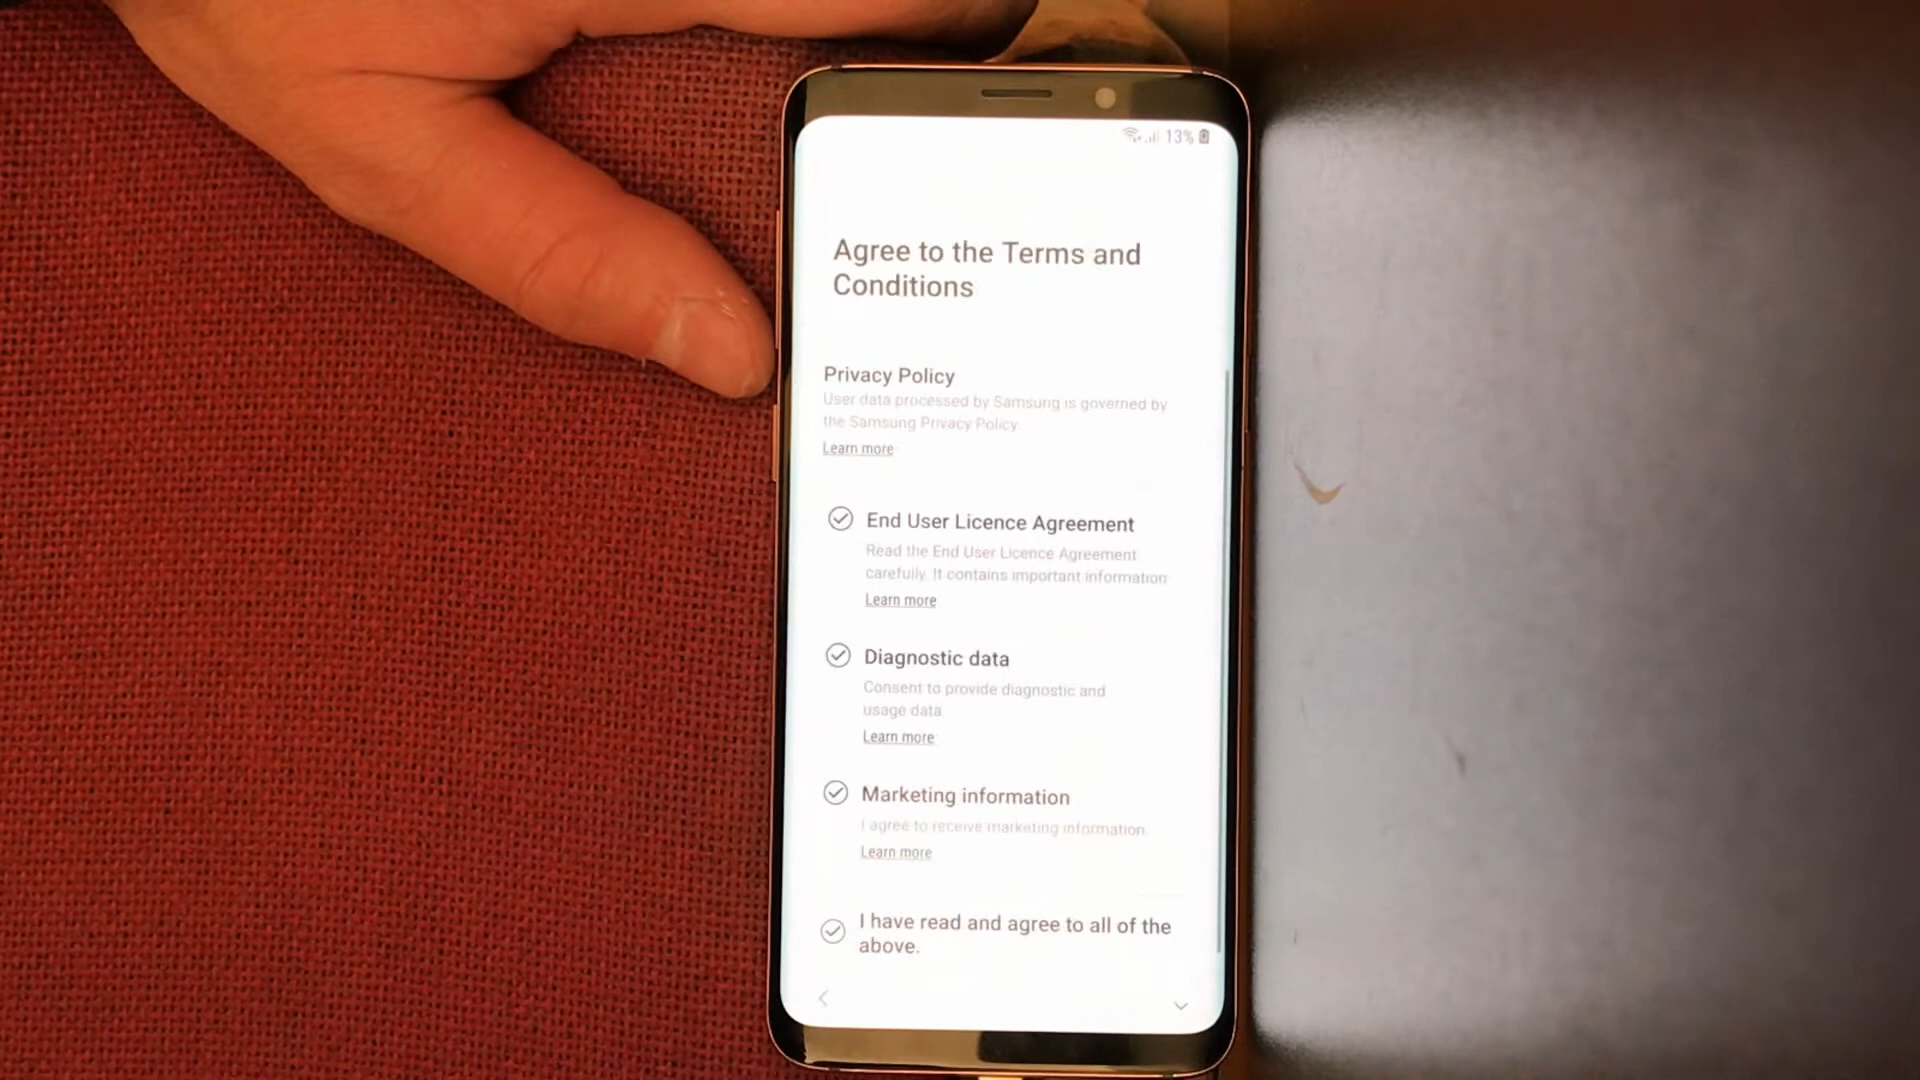 13%
Agree to the Terms and
Conditions
Privacy Policy
User data processed by Samsung is governed by
the Samsung Privacy Policy.
Learn more
End User Licence Agreement
Read the End User Licence Agreement
carefully. It contains important information.
Learn more
Diagnostic data
Consent to provide diagnostic and
usage data.
Learn more
Marketing information
I agree to receive marketing information.
Learn more
I have read and agree to all of the
above.